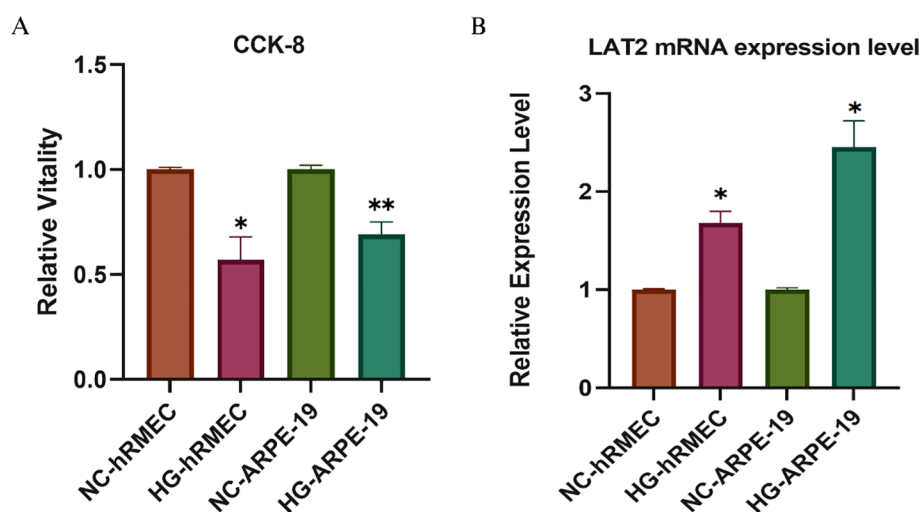 A
CCK-8
Relative Vitality
1.5
1.0
0.5
0.0
*
**
NC-hRMEC
HG-hRMEC
NC-ARPE-19
HG-ARPE-19
B
LAT2 mRNA expression level
Relative Expression Level
3
2
1
0
*
*
NC-hRMEC
HG-hRMEC
NC-ARPE-19
HG-ARPE-19